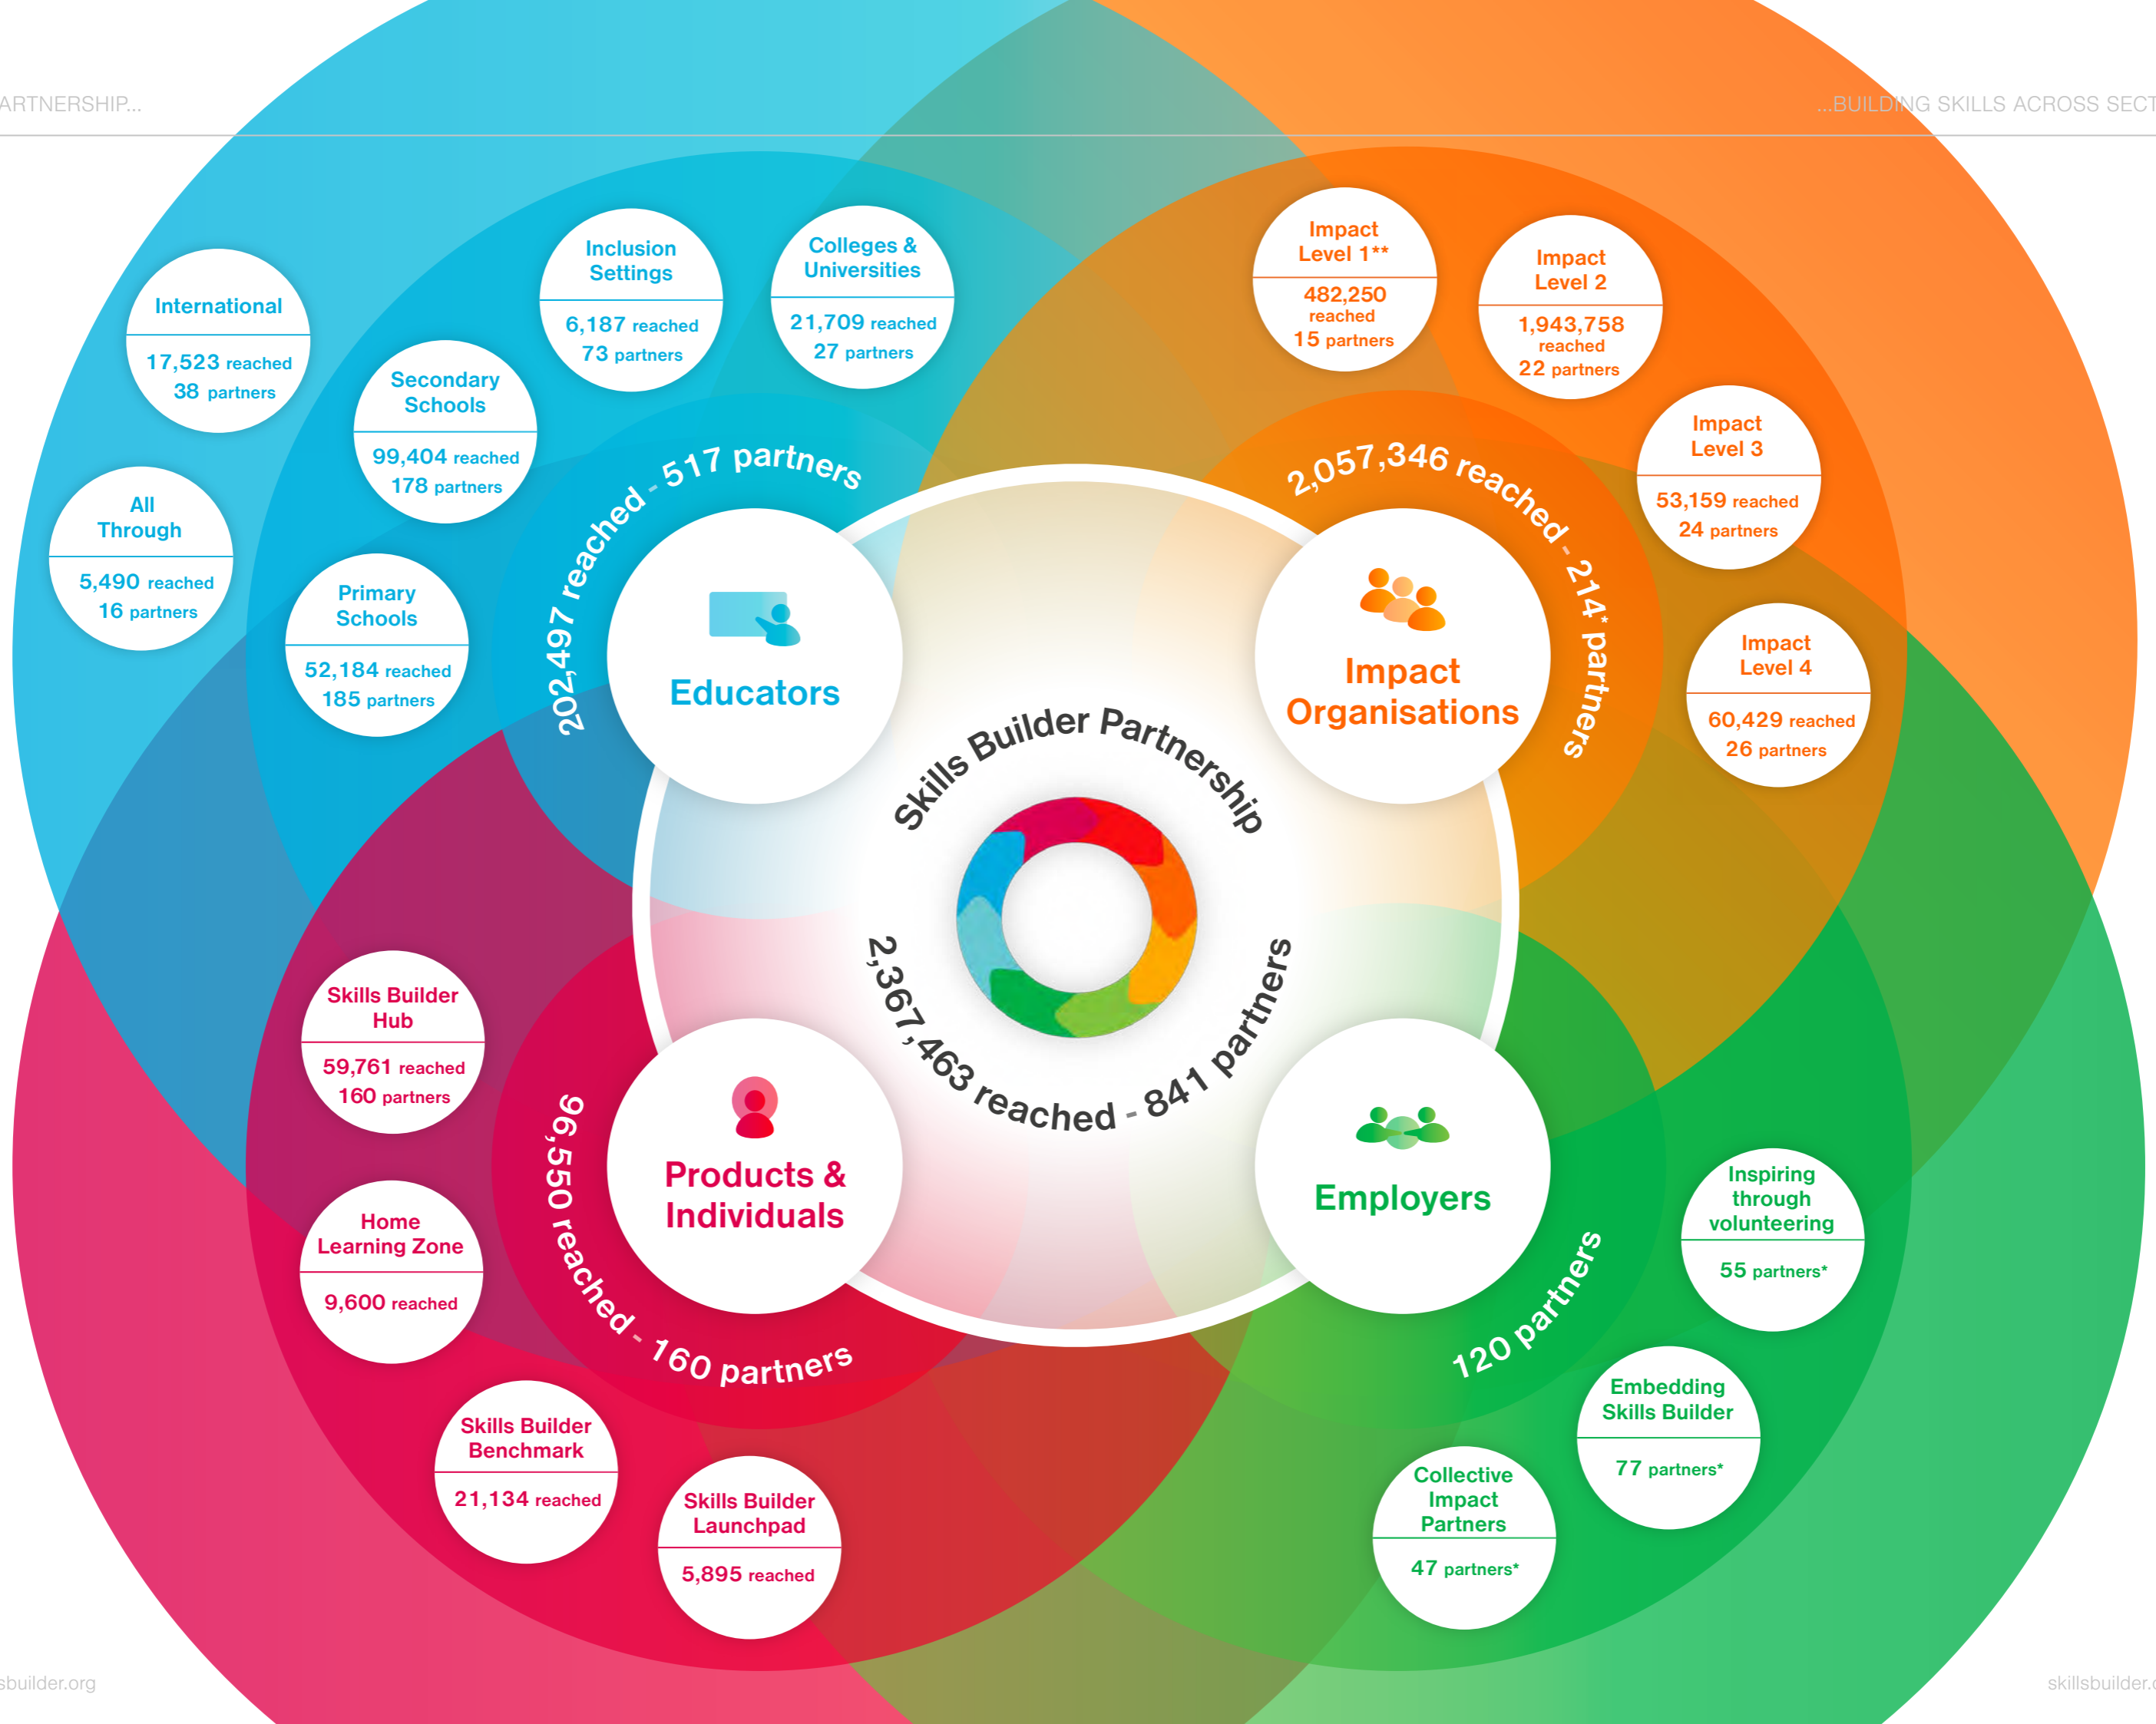 ARTNERSHIP...
...BUILDING SKILLS ACROSS SECT
International
17,523 reached
38 partners
All
Through
5,490 reached
16 partners
Secondary
Schools
99,404 reached
178 partners
Primary
Schools
52,184 reached
185 partners
Inclusion
Settings
6,187 reached
73 partners
Colleges &
Universities
21,709 reached
27 partners
202,497 reached - 517 partners
Educators
Impact
Level 1**
482,250
reached
15 partners
Impact
Level 2
1,943,758
reached
22 partners
Impact
Level 3
53,159 reached
24 partners
Impact
Level 4
60,429 reached
26 partners
2,057,346 reached - 214* partners
Impact
Organisations
Skills Builder Partnership
2,367,463 reached - 841 partners
Skills Builder
Hub
59,761 reached
160 partners
Home
Learning Zone
9,600 reached
Skills Builder
Benchmark
21,134 reached
Skills Builder
Launchpad
5,895 reached
96,550 reached - 160 partners
Products &
Individuals
Employers
120 partners
Inspiring
through
volunteering
55 partners*
Embedding
Skills Builder
77 partners*
Collective
Impact
Partners
47 partners*
sbuilder.org
skillsbuilder.o